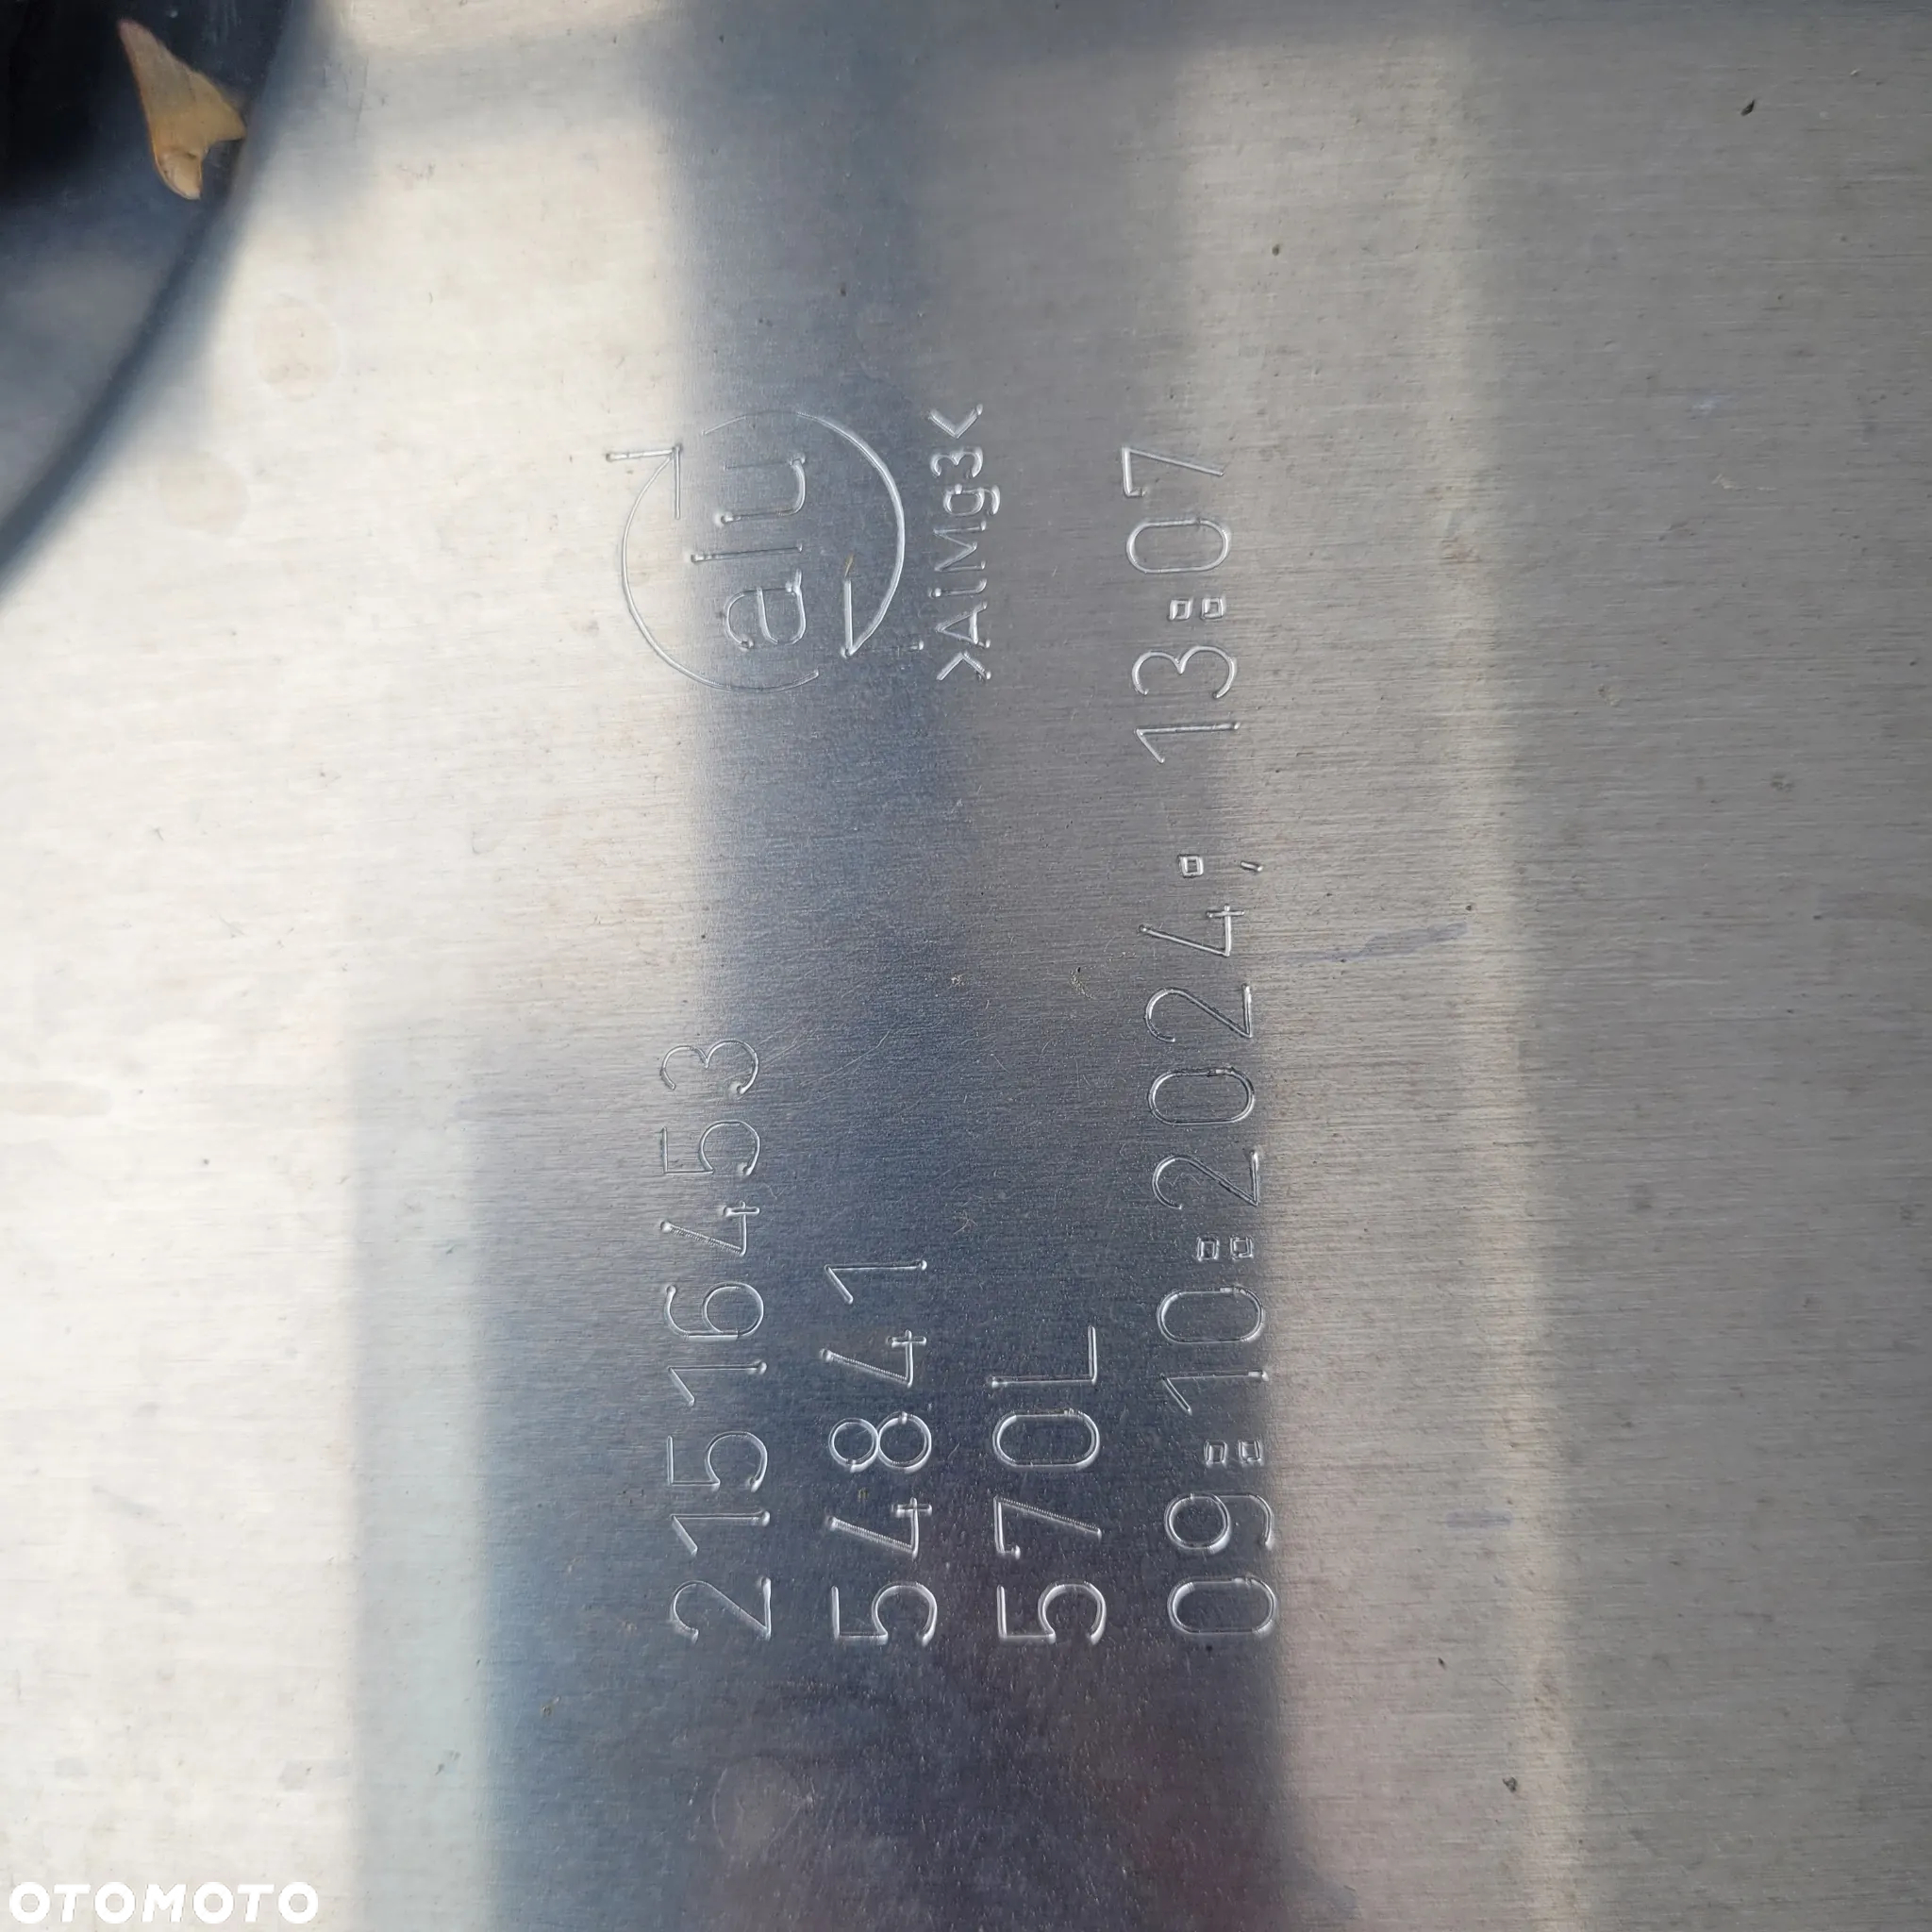 21516453
54841
570L
09:10:2024; 13:07
alu
>AlMg3<
OTOMOTO